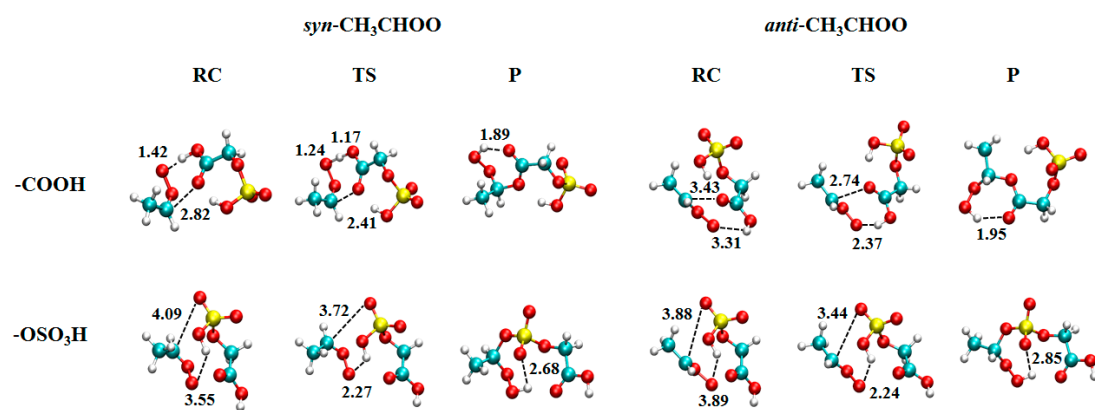 syn-CH₃CHOO anti-CH₃CHOO
RC TS P RC TS P
-COOH
1.42 1.17 1.24 1.89 3.43 2.74
2.82 2.41 3.31 2.37 1.95
-OSO₃H
4.09 3.72 3.88 3.44
3.55 2.27 2.68 3.89 2.24 2.85